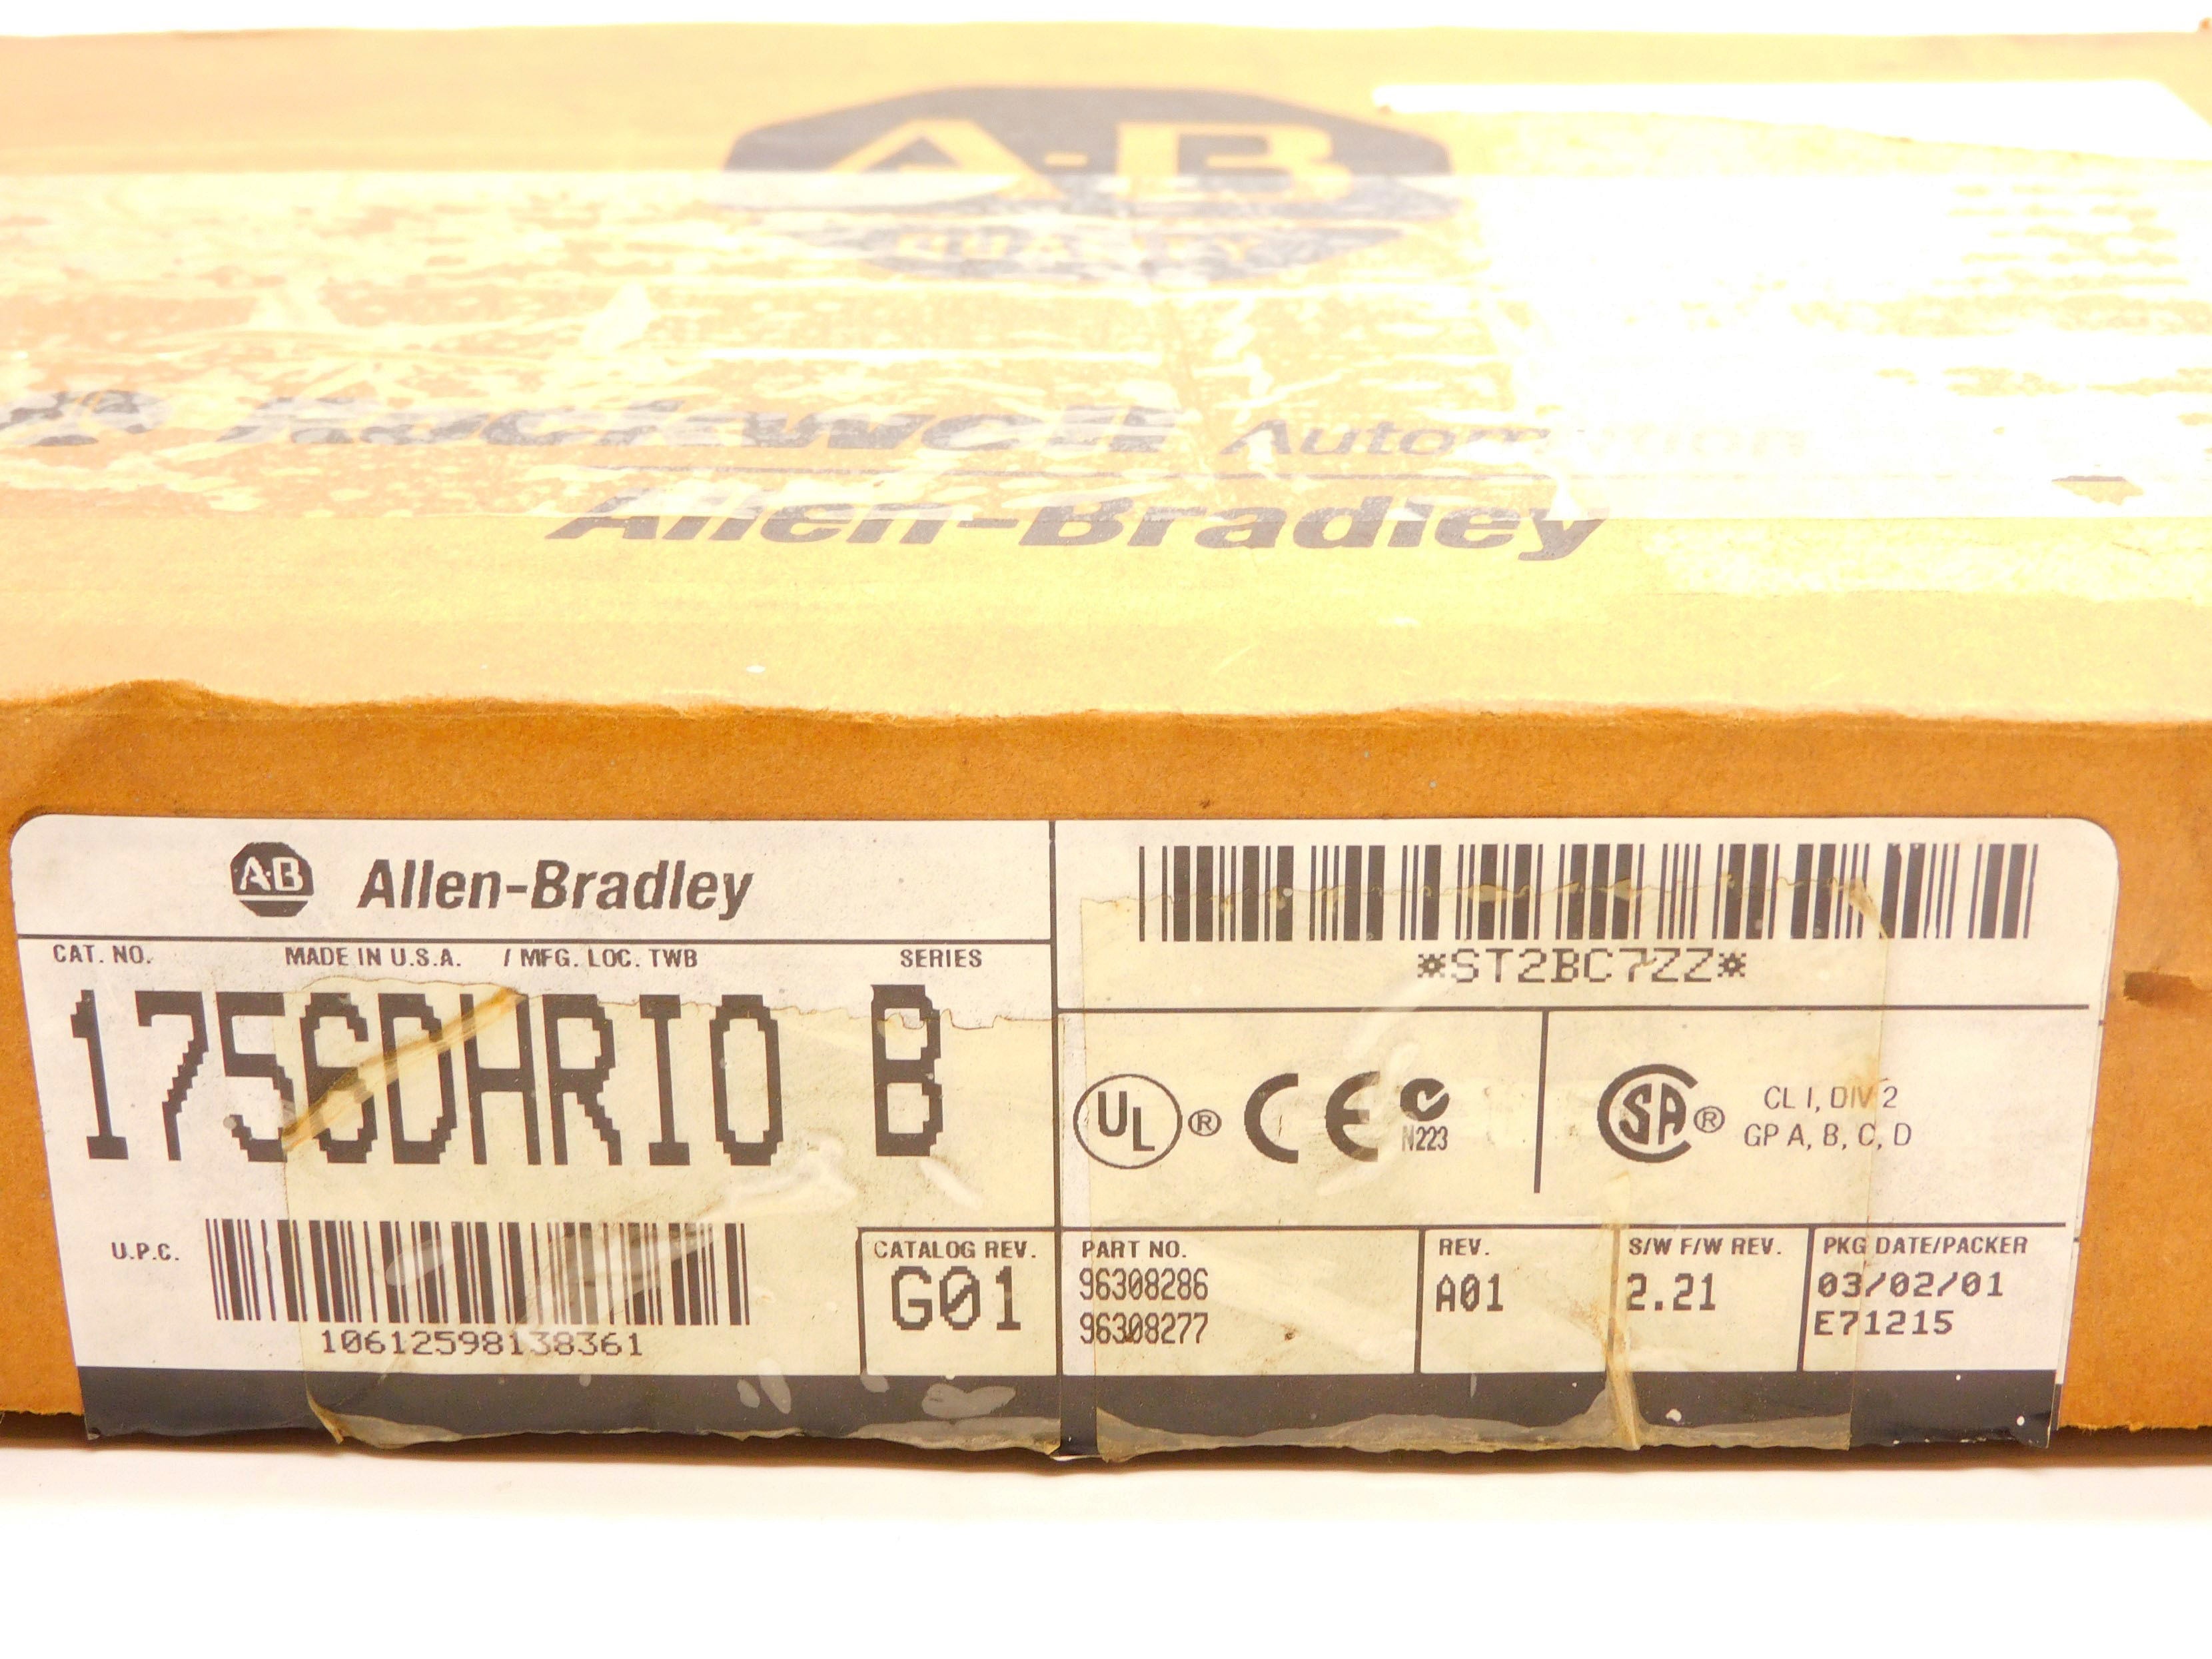 A·B
QUALITY
Rockwell Automation
Allen-Bradley
A·B Allen-Bradley
CAT. NO. MADE IN U.S.A. / MFG. LOC. TWB SERIES
1756DHRIO B
U.P.C.
10612598138361
CATALOG REV.
G01
*ST2BC7ZZ*
UL ® CE N223
SA ® CL I, DIV 2
GP A, B, C, D
PART NO.
96308286
96308277
REV.
A01
S/W F/W REV.
2.21
PKG DATE/PACKER
03/02/01
E71215